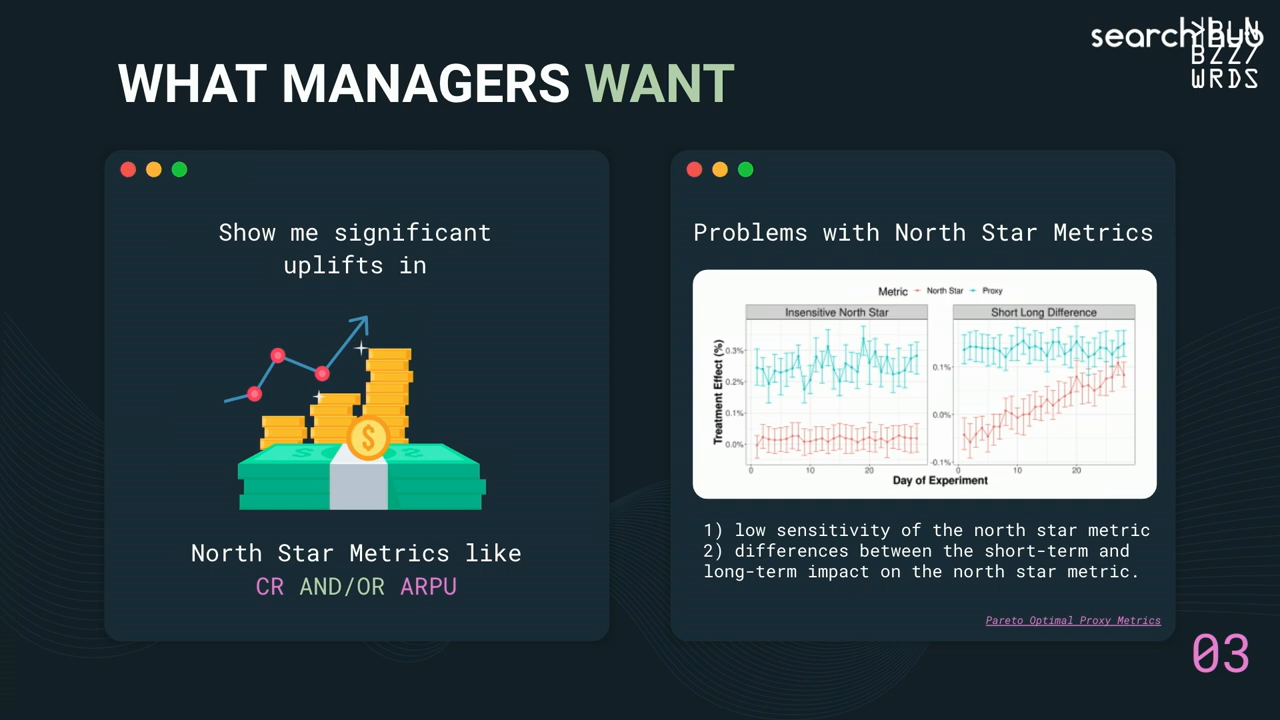 searchhub
BZZ/
WRDS
WHAT MANAGERS WANT
Show me significant
uplifts in
$
North Star Metrics like
CR AND/OR ARPU
Problems with North Star Metrics
Metric North Star Proxy
Insensitive North Star
Short Long Difference
Treatment Effect (%)
0.3%
0.2%
0.1%
0.0%
0.1%
0.0%
-0.1%
0 10 20
0 10 20
Day of Experiment
1) low sensitivity of the north star metric
2) differences between the short-term and
long-term impact on the north star metric.
Pareto Optimal Proxy Metrics
03